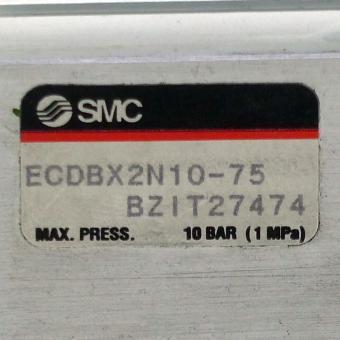 SMC
ECDBX2N10-75
BZIT27474
MAX. PRESS. 10 BAR (1 MPa)